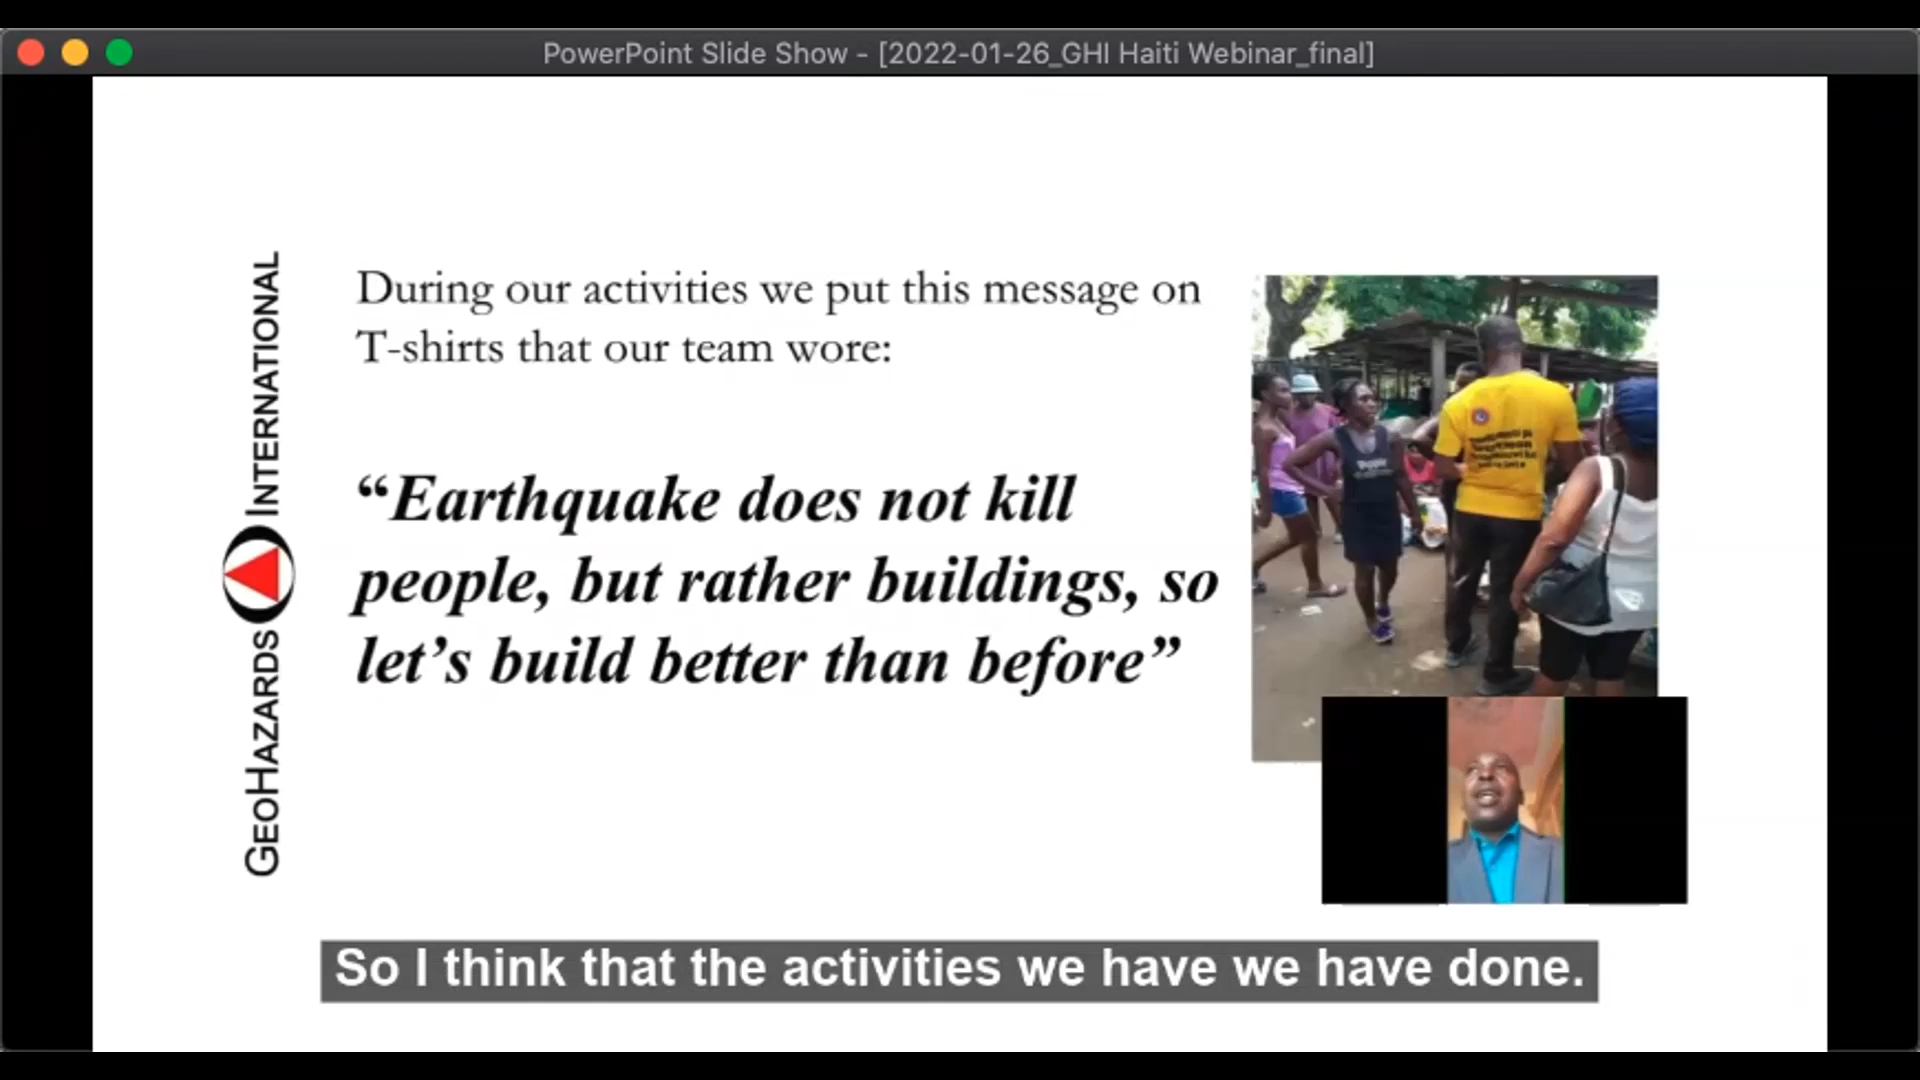 PowerPoint Slide Show - [2022-01-26_GHI Haiti Webinar_final]
GEOHAZARDS INTERNATIONAL
During our activities we put this message on
T-shirts that our team wore:
“Earthquake does not kill
people, but rather buildings, so
let’s build better than before”
So I think that the activities we have we have done.